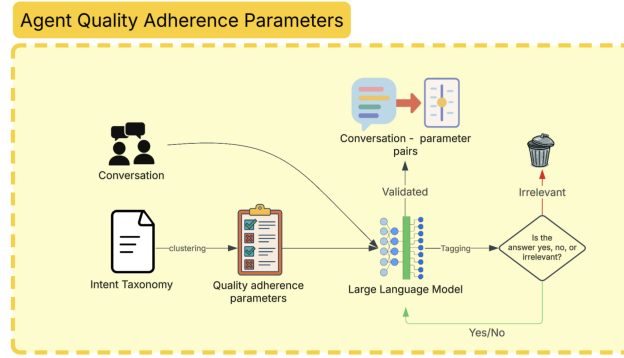 Agent Quality Adherence Parameters
Conversation - parameter
pairs
Conversation
Validated
Irrelevant
Is the
answer yes, no, or
irrelevant?
clustering
Tagging
Intent Taxonomy
Quality adherence
parameters
Large Language Model
Yes/No